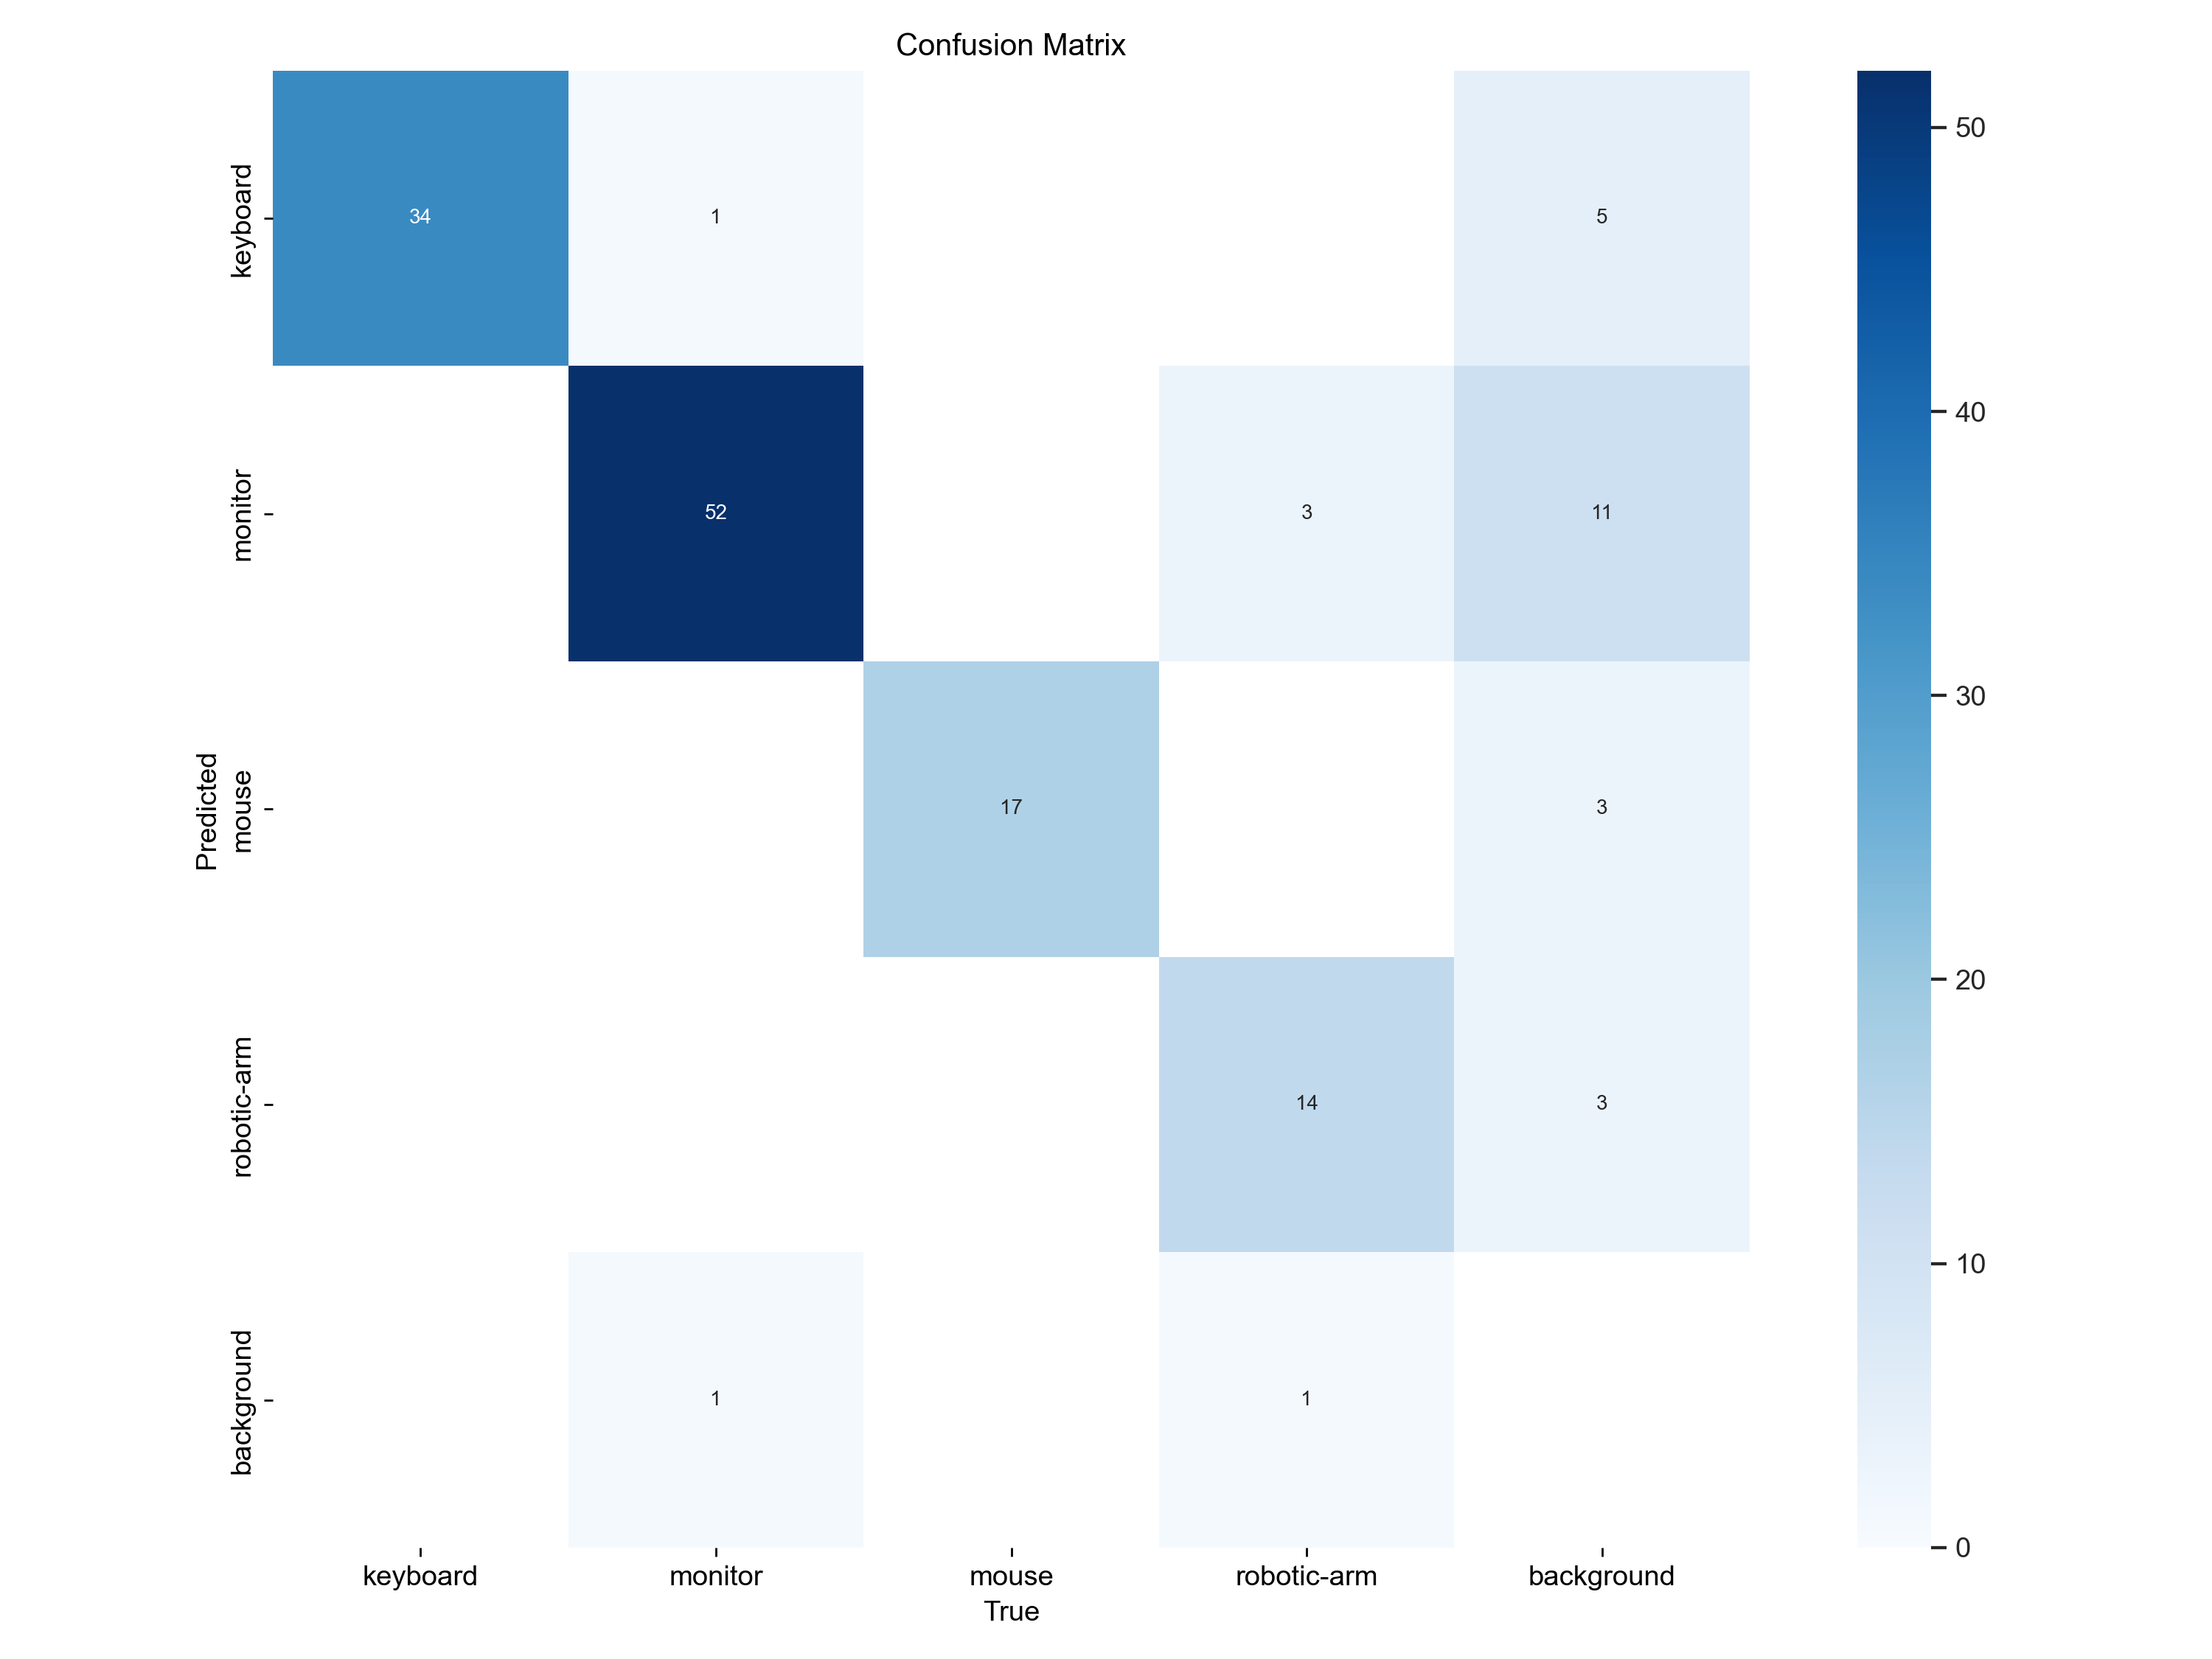 Confusion Matrix
keyboard
34
1
5
50
40
monitor
52
3
11
30
Predicted
mouse
17
3
20
robotic-arm
14
3
10
background
1
1
0
keyboard
monitor
mouse
robotic-arm
background
True